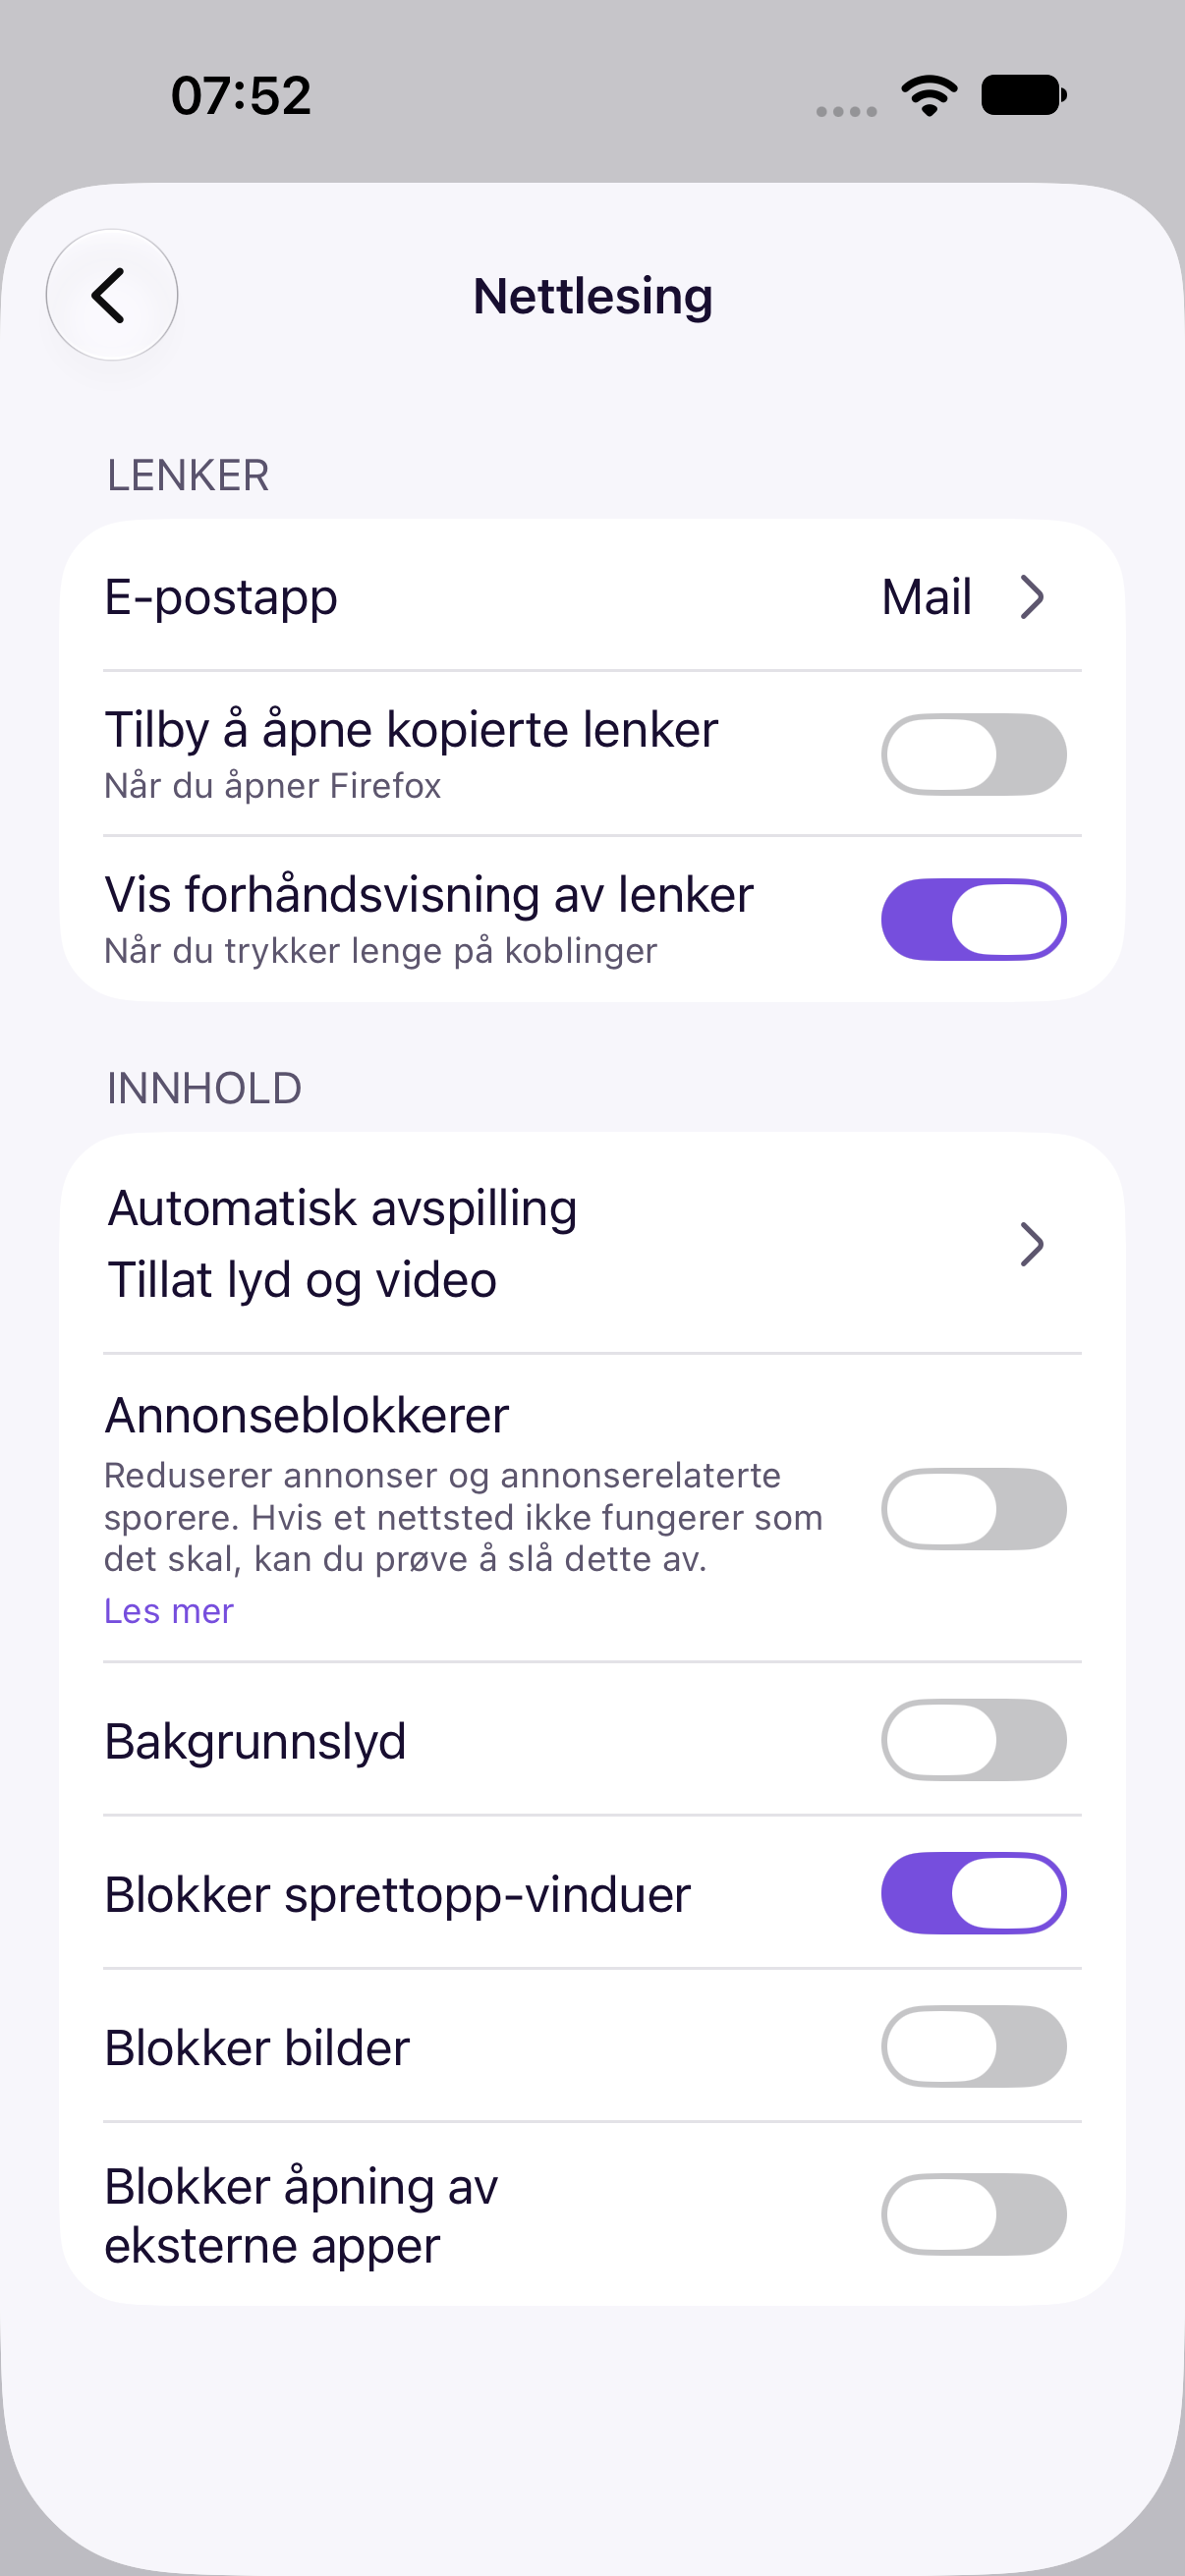 07:52
Nettlesing
LENKER
E-postapp Mail
Tilby å åpne kopierte lenker
Når du åpner Firefox
Vis forhåndsvisning av lenker
Når du trykker lenge på koblinger
INNHOLD
Automatisk avspilling
Tillat lyd og video
Annonseblokkerer
Reduserer annonser og annonserelaterte
sporere. Hvis et nettsted ikke fungerer som
det skal, kan du prøve å slå dette av.
Les mer
Bakgrunnslyd
Blokker sprettopp-vinduer
Blokker bilder
Blokker åpning av
eksterne apper